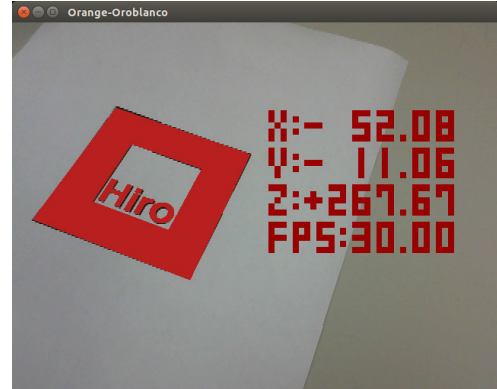 Orange-Oroblanco
X:- 52.08
Y:- 11.06
Z:+267.67
FPS:30.00
Hiro